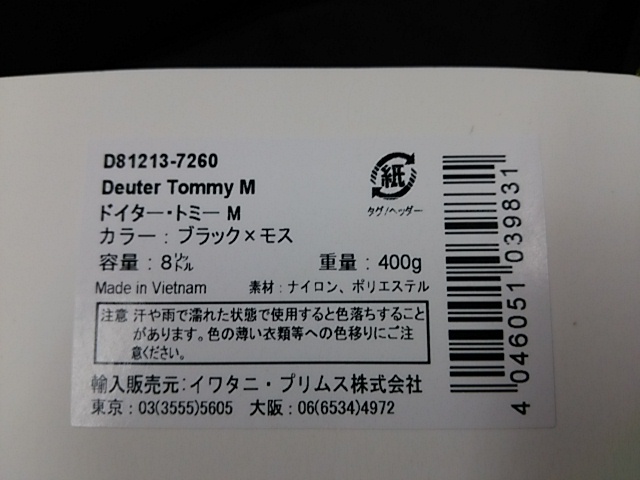 D81213-7260
Deuter Tommy M
ドイター・トミー M
カラー：ブラック×モス
容量：8㍑
重量：400g
Made in Vietnam
素材：ナイロン、ポリエステル
注意 汗や雨で濡れた状態で使用すると色落ちすること
があります。色の薄い衣類等への色移りにご注
意ください。
輸入販売元：イワタニ・プリムス株式会社
東京：03(3555)5605 大阪：06(6534)4972
紙
タグ/ヘッダー
4 046051 039831